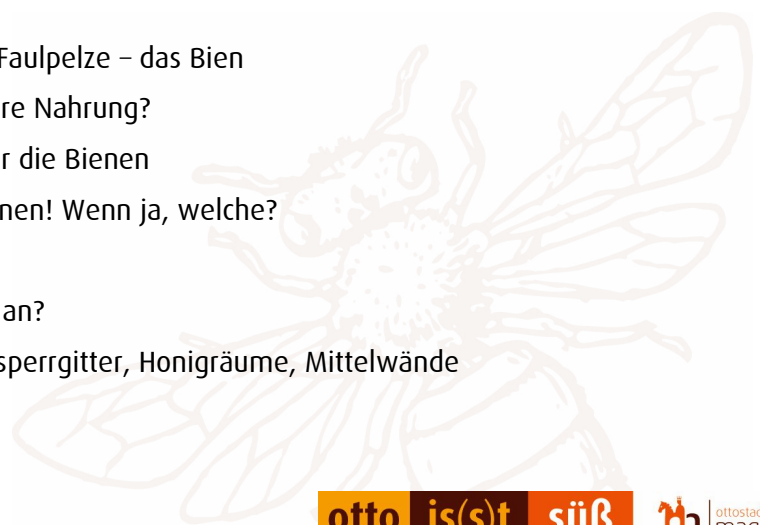 Faulpelze – das Bien
re Nahrung?
r die Bienen
nen! Wenn ja, welche?
an?
sperrgitter, Honigräume, Mittelwände
otto is(s)t süß
ottostad